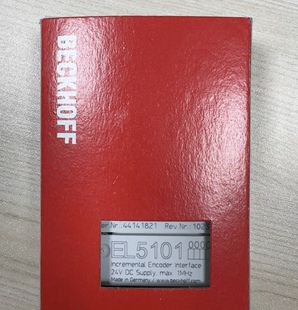 BECKHOFF
er.Nr.:44141821 Rev.Nr.:102
EL5101
Incremental Encoder Interface
24V DC Supply, max. 1MHz
Made in Germany / www.beckhoff.com